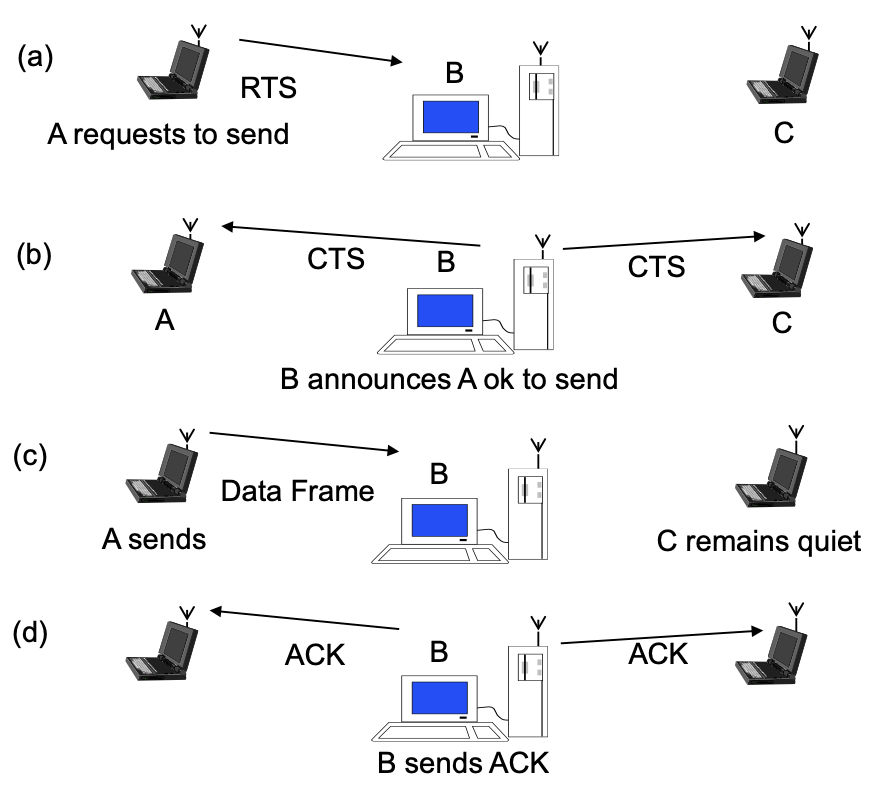 (a)
RTS
B
A requests to send
C
(b)
CTS
B
CTS
A
C
B announces A ok to send
(c)
B
Data Frame
A sends
C remains quiet
(d)
ACK
B
ACK
B sends ACK